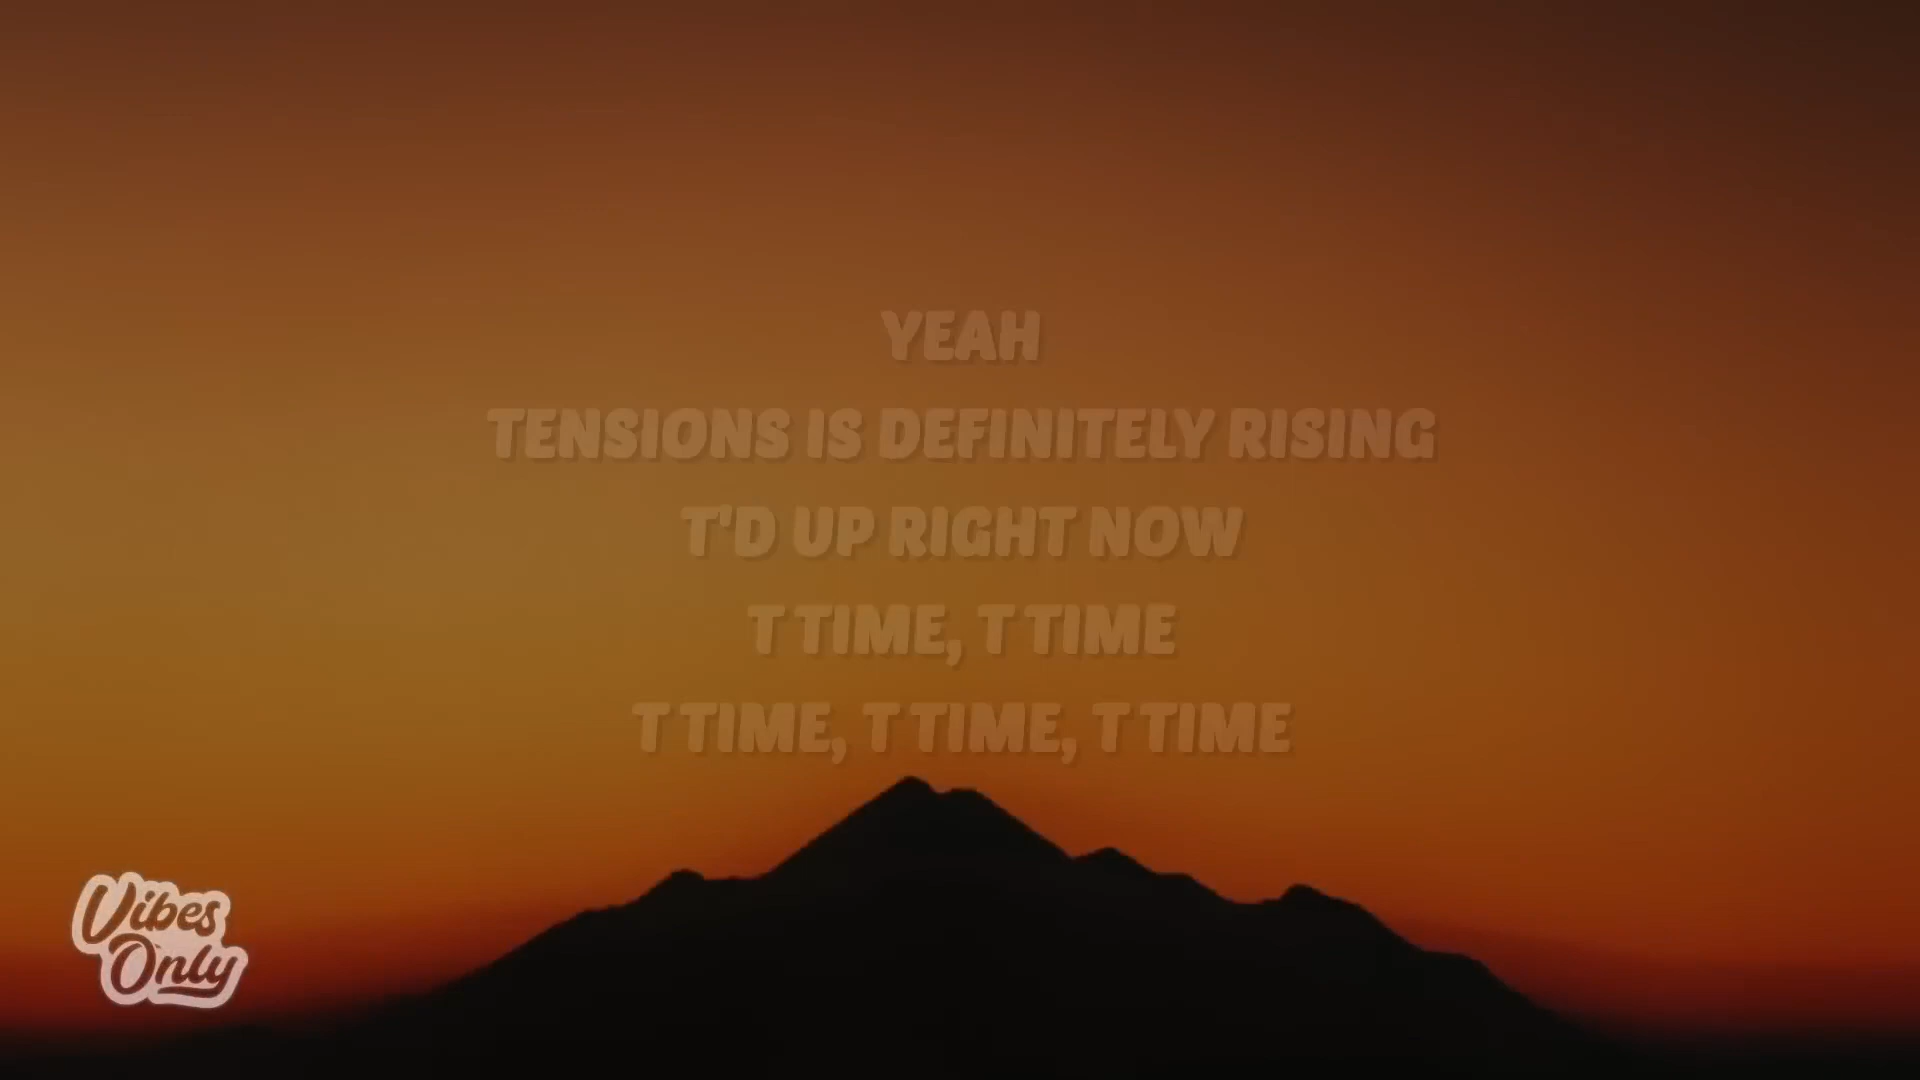 YEAH
TENSIONS IS DEFINITELY RISING
T'D UP RIGHT NOW
T TIME, T TIME
T TIME, T TIME, T TIME
Vibes
Only